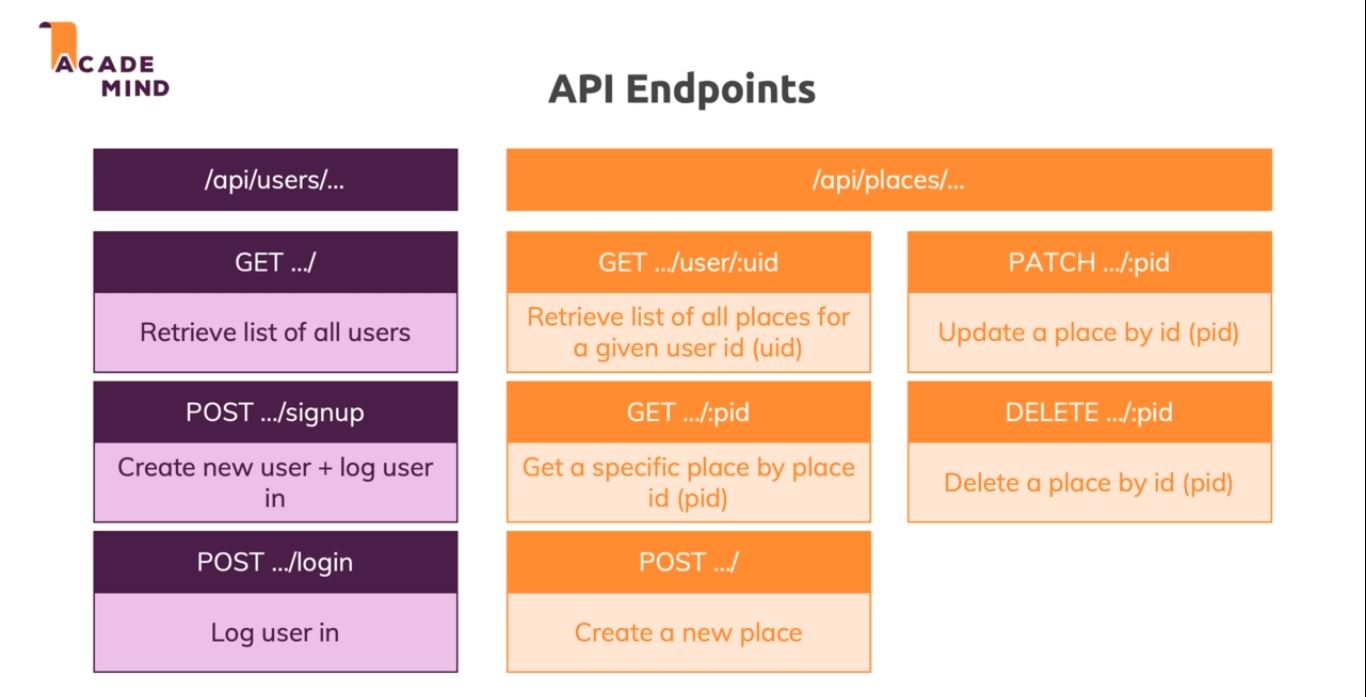 ACADE
MIND
API Endpoints
/api/users/...
GET .../
Retrieve list of all users
POST .../signup
Create new user + log user
in
POST .../login
Log user in
/api/places/...
GET .../user/:uid
Retrieve list of all places for
a given user id (uid)
GET .../:pid
Get a specific place by place
id (pid)
POST .../
Create a new place
PATCH .../:pid
Update a place by id (pid)
DELETE .../:pid
Delete a place by id (pid)